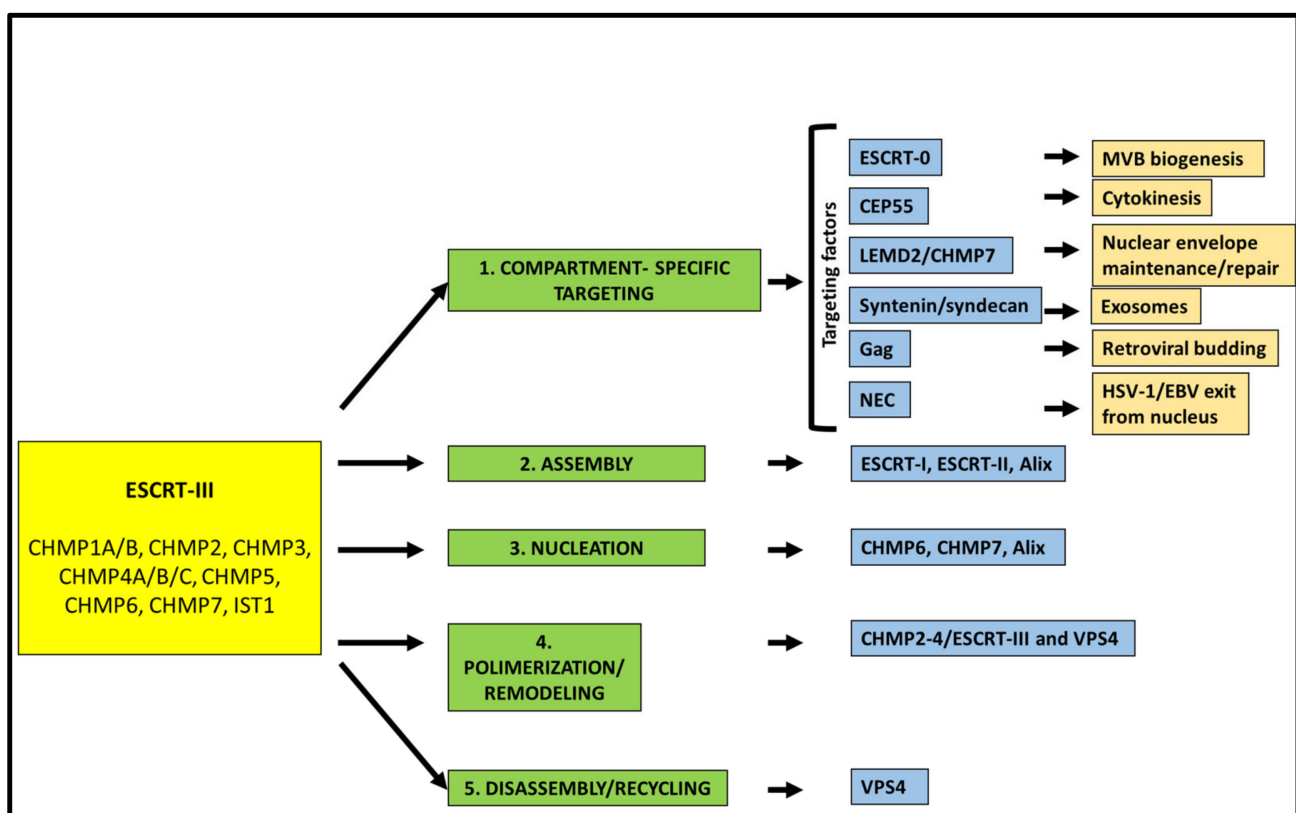 ESCRT-III
CHMP1A/B, CHMP2, CHMP3,
CHMP4A/B/C, CHMP5,
CHMP6, CHMP7, IST1
1. COMPARTMENT- SPECIFIC
TARGETING
Targeting factors
ESCRT-0
MVB biogenesis
CEP55
Cytokinesis
LEMD2/CHMP7
Nuclear envelope
maintenance/repair
Syntenin/syndecan
Exosomes
Gag
Retroviral budding
NEC
HSV-1/EBV exit
from nucleus
2. ASSEMBLY
ESCRT-I, ESCRT-II, Alix
3. NUCLEATION
CHMP6, CHMP7, Alix
4.
POLIMERIZATION/
REMODELING
CHMP2-4/ESCRT-III and VPS4
5. DISASSEMBLY/RECYCLING
VPS4